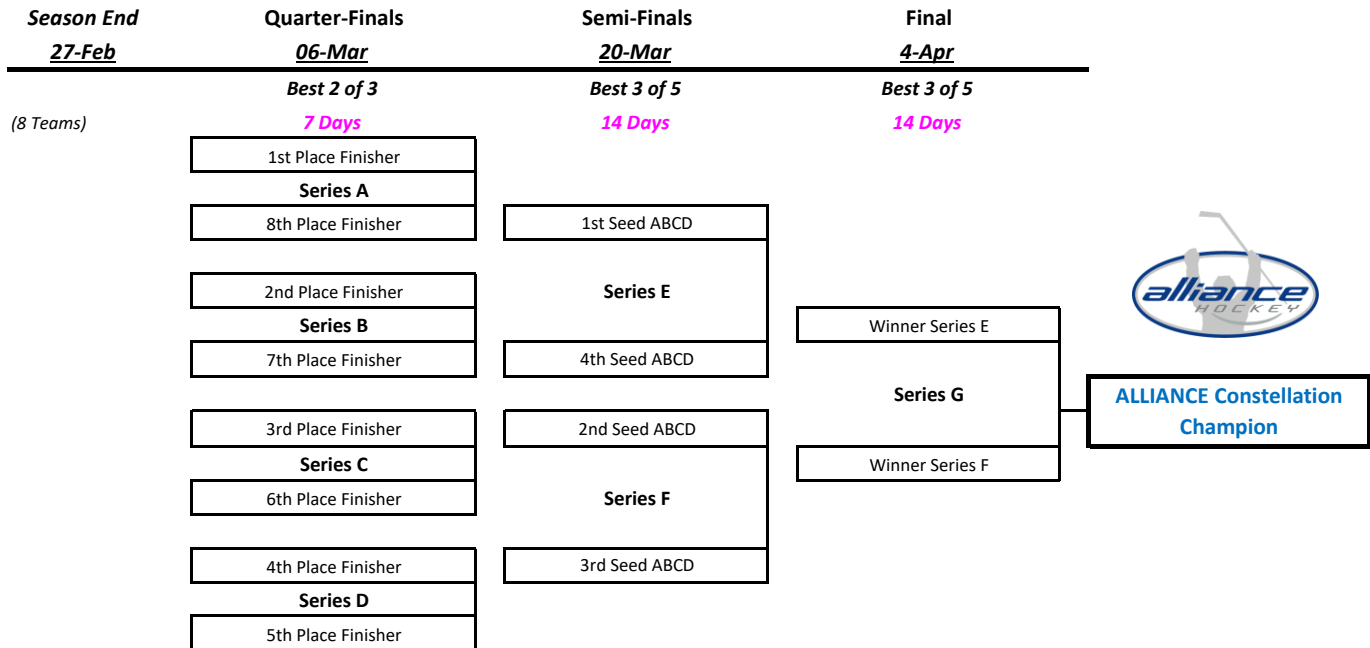 Season End Quarter-Finals Semi-Finals Final
27-Feb 06-Mar 20-Mar 4-Apr
Best 2 of 3 Best 3 of 5 Best 3 of 5
(8 Teams) 7 Days 14 Days 14 Days
1st Place Finisher
Series A
8th Place Finisher 1st Seed ABCD
2nd Place Finisher Series E
alliance
HOCKEY
Series B Winner Series E
7th Place Finisher 4th Seed ABCD
Series G ALLIANCE Constellation
Champion
3rd Place Finisher 2nd Seed ABCD
Series C Winner Series F
6th Place Finisher Series F
4th Place Finisher 3rd Seed ABCD
Series D
5th Place Finisher